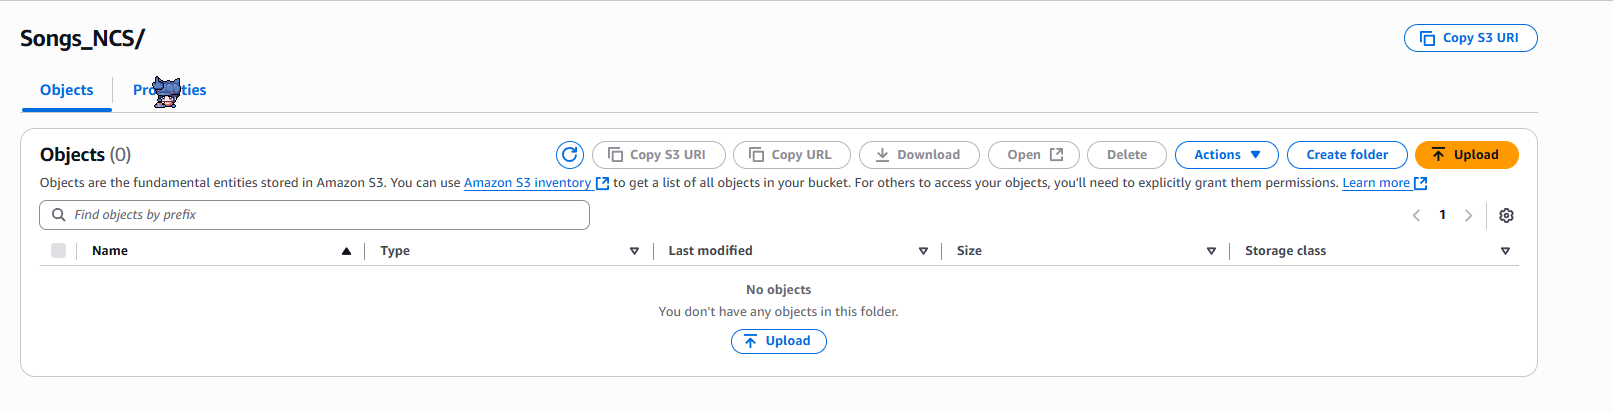 Songs_NCS/
Copy S3 URI
Objects
Objects (0)
Copy S3 URI
Copy URL
Download
Open
Delete
Actions
Create folder
Upload
Objects are the fundamental entities stored in Amazon S3. You can use Amazon S3 inventory to get a list of all objects in your bucket. For others to access your objects, you'll need to explicitly grant them permissions. Learn more
Find objects by prefix
1
Name Type Last modified Size Storage class
No objects
You don't have any objects in this folder.
Upload